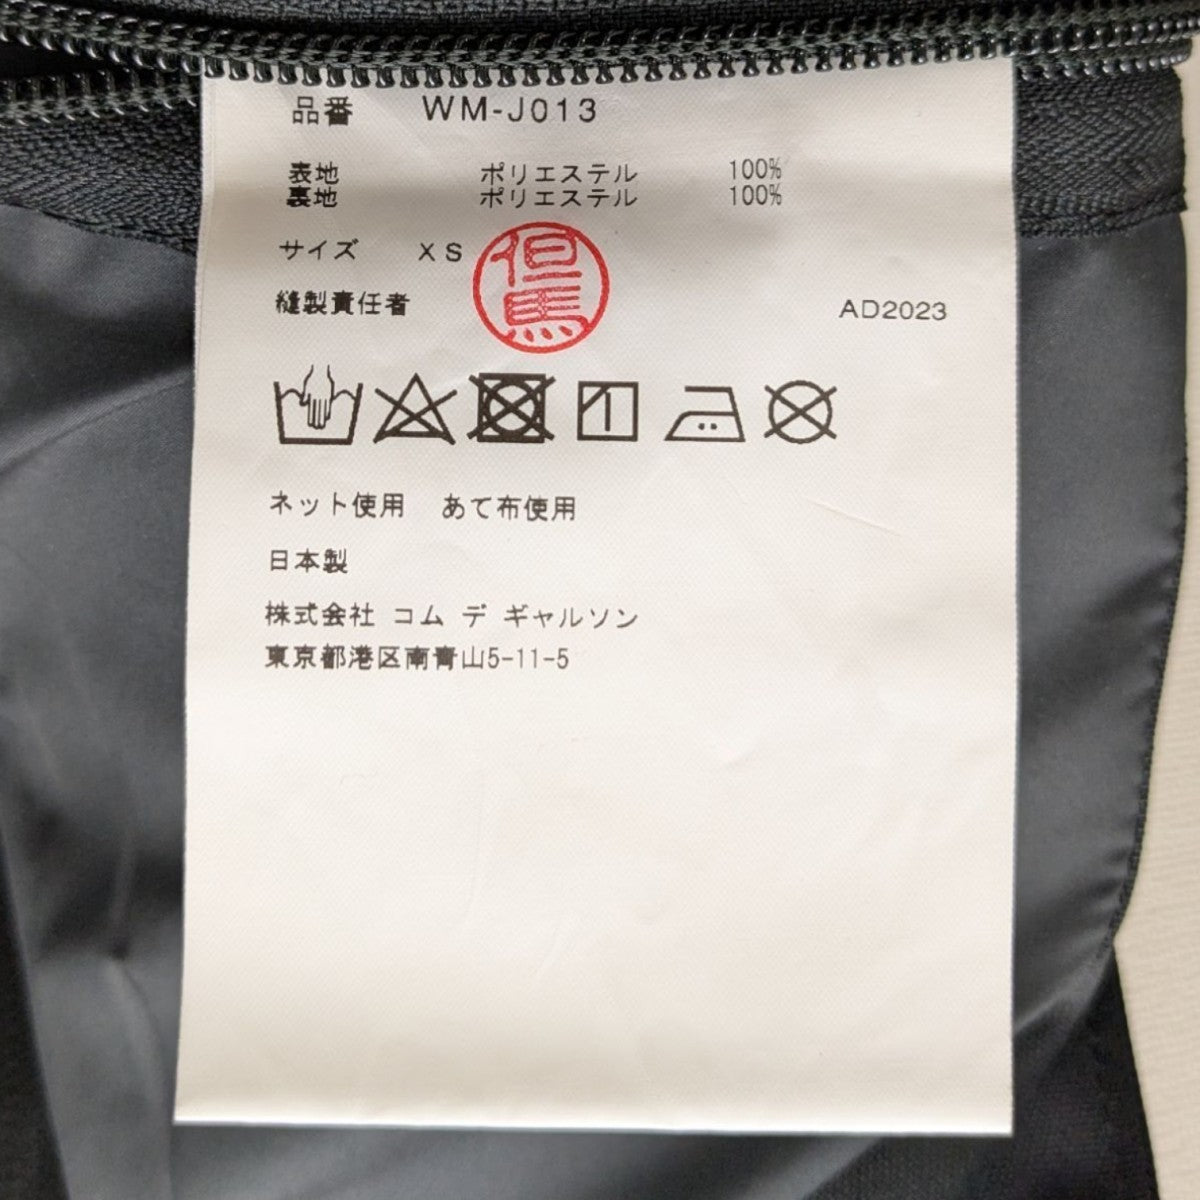 品番 WM-J013
表地 ポリエステル 100%
裏地 ポリエステル 100%
サイズ XS
但馬
縫製責任者 AD2023
ネット使用 あて布使用
日本製
株式会社 コム デ ギャルソン
東京都港区南青山5-11-5